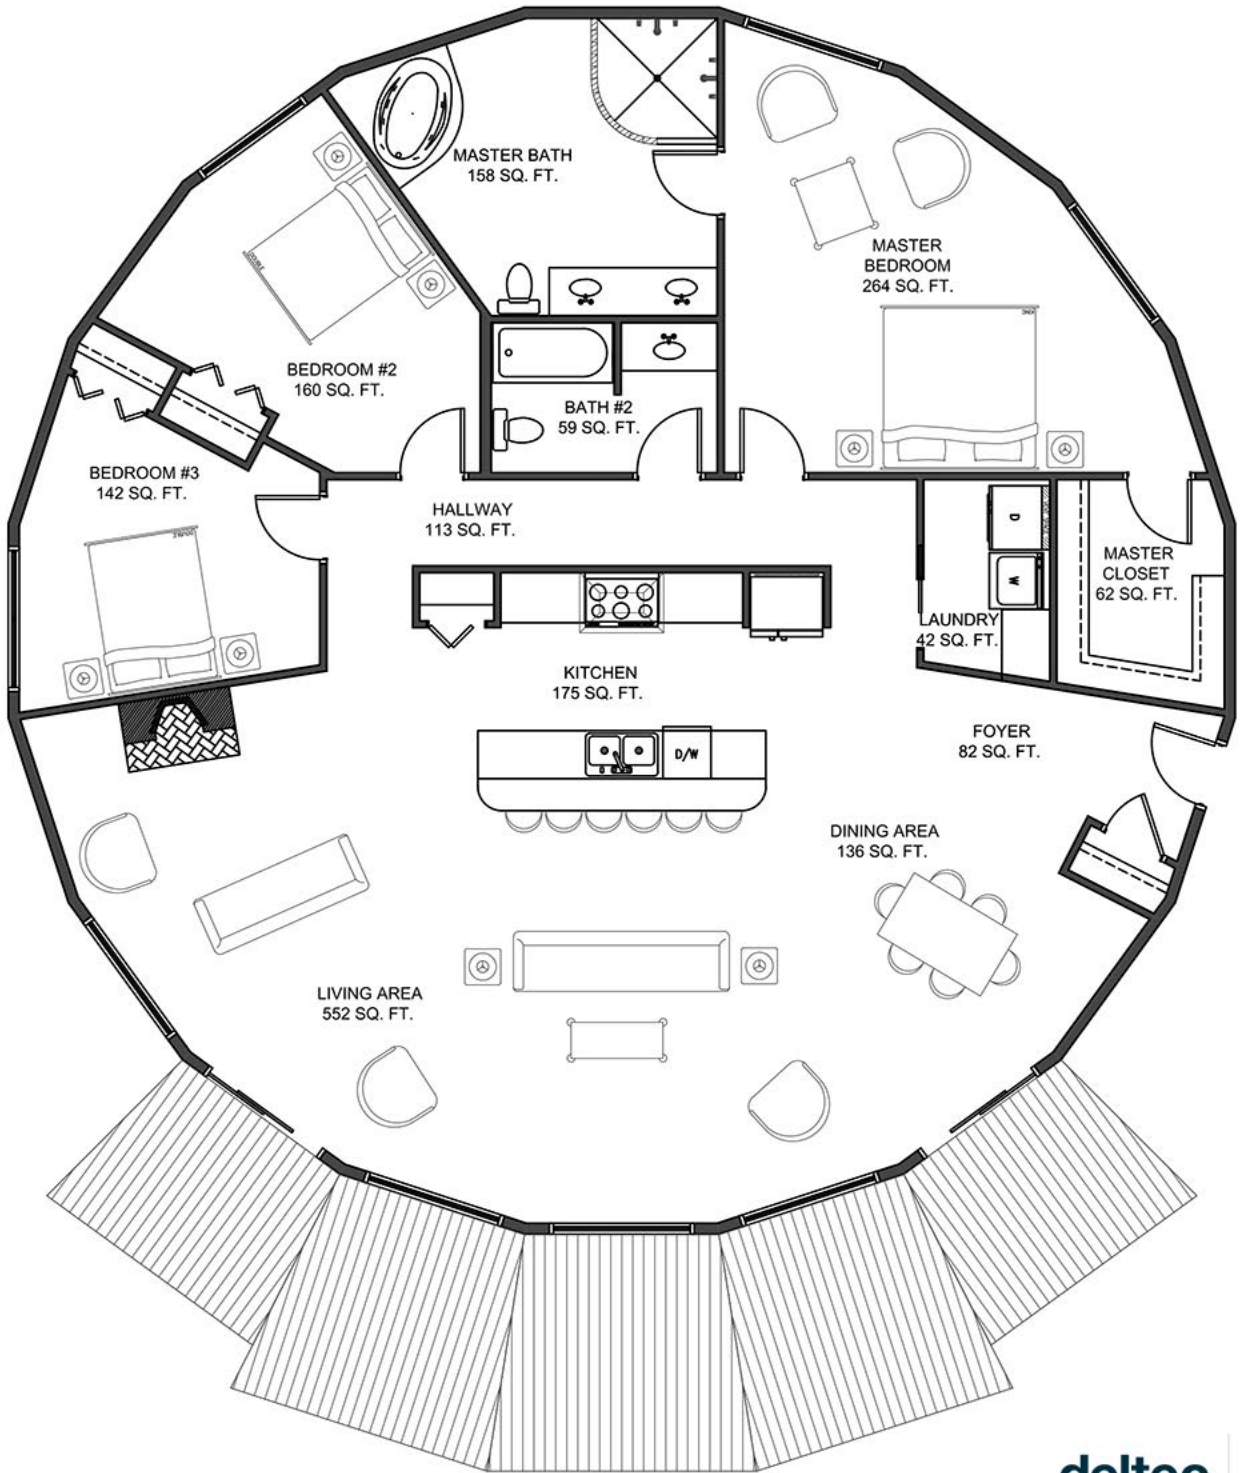 MASTER BATH
158 SQ. FT.
MASTER
BEDROOM
264 SQ. FT.
BEDROOM #2
160 SQ. FT.
BATH #2
59 SQ. FT.
BEDROOM #3
142 SQ. FT.
HALLWAY
113 SQ. FT.
D
W
MASTER
CLOSET
62 SQ. FT.
LAUNDRY
42 SQ. FT.
KITCHEN
175 SQ. FT.
FOYER
82 SQ. FT.
D/W
DINING AREA
136 SQ. FT.
LIVING AREA
552 SQ. FT.